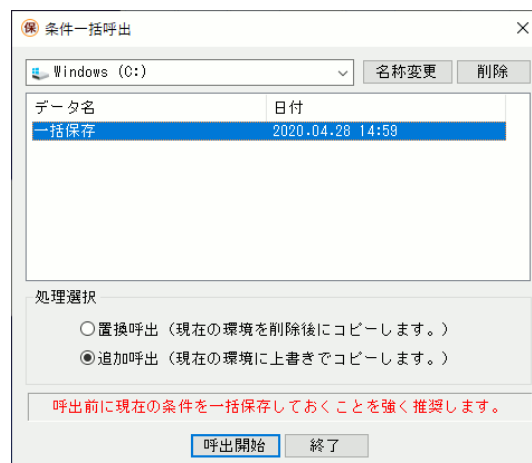 保 条件一括呼出
Windows (C:) 名称変更 削除
データ名 日付
一括保存 2020.04.28 14:59
処理選択
置換呼出（現在の環境を削除後にコピーします。）
追加呼出（現在の環境に上書きでコピーします。）
呼出前に現在の条件を一括保存しておくことを強く推奨します。
呼出開始 終了